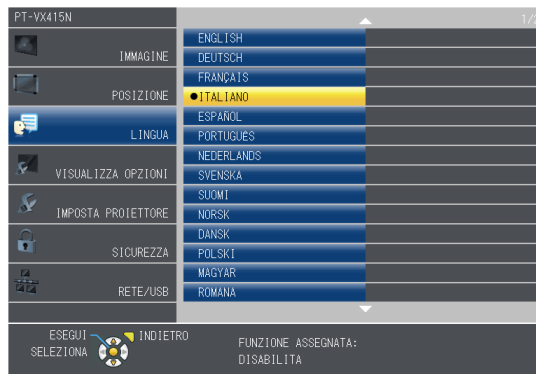 PT-VX415N
1/2
IMMAGINE
POSIZIONE
LINGUA
VISUALIZZA OPZIONI
IMPOSTA PROIETTORE
SICUREZZA
RETE/USB
ENGLISH
DEUTSCH
FRANÇAIS
●ITALIANO
ESPAÑOL
PORTUGUÊS
NEDERLANDS
SVENSKA
SUOMI
NORSK
DANSK
POLSKI
MAGYAR
ROMANA
ESEGUI INDIETRO
SELEZIONA
FUNZIONE ASSEGNATA:
DISABILITA